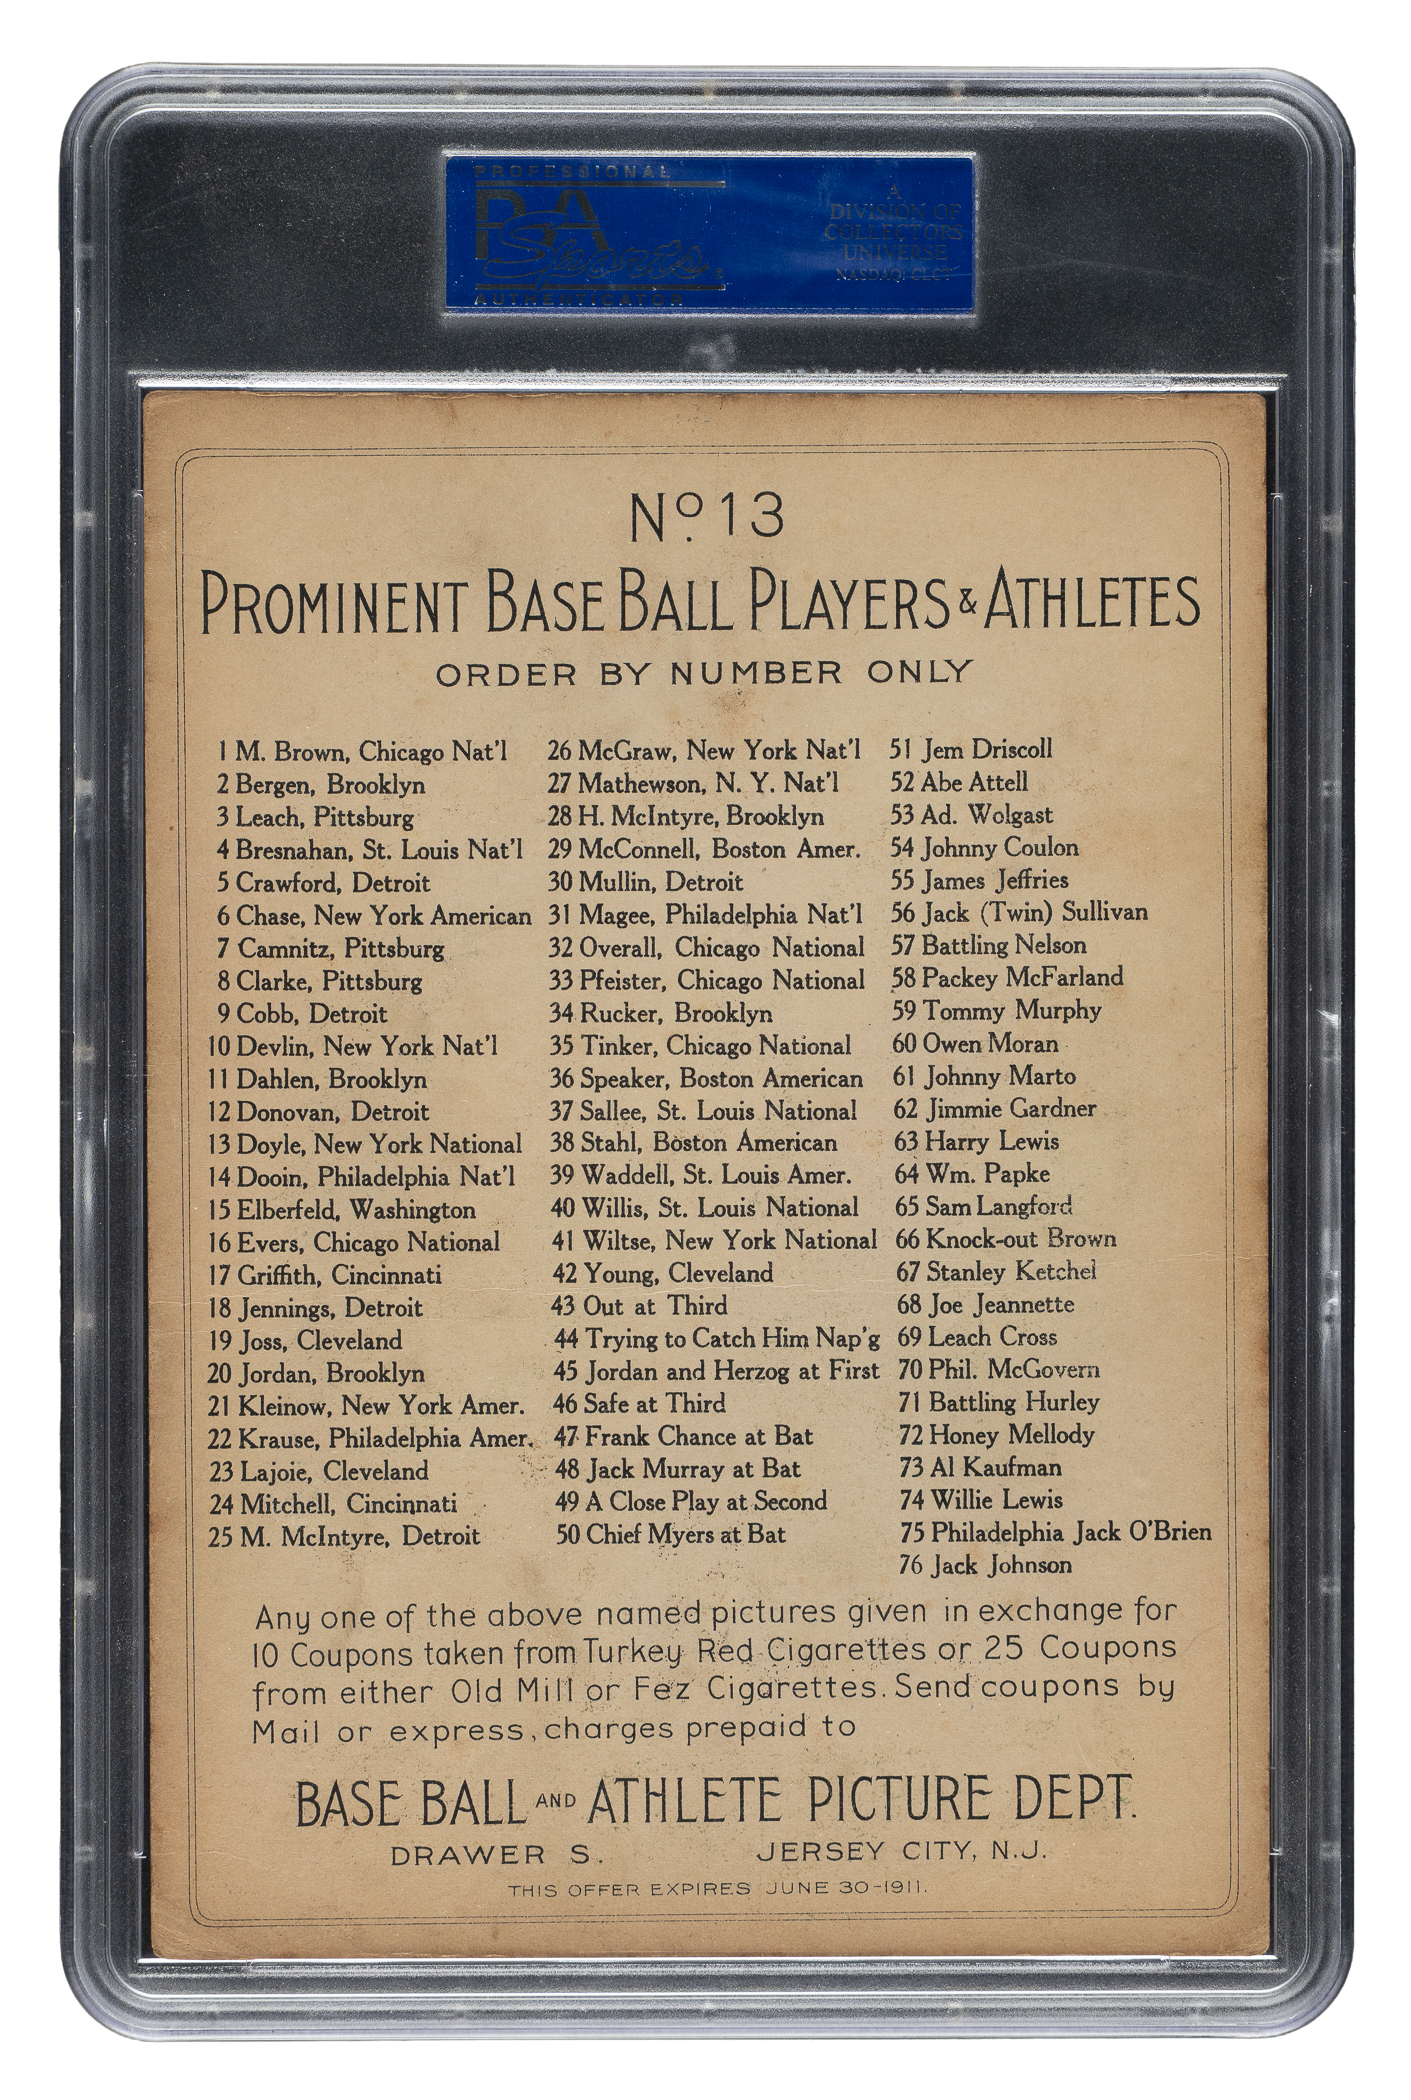 PROFESSIONAL
PSA
Sports
AUTHENTICATOR
A
DIVISION OF
COLLECTORS
UNIVERSE
NASDAQ: CLCT
No. 13
PROMINENT BASE BALL PLAYERS & ATHLETES
ORDER BY NUMBER ONLY
1 M. Brown, Chicago Nat'l
2 Bergen, Brooklyn
3 Leach, Pittsburg
4 Bresnahan, St. Louis Nat'l
5 Crawford, Detroit
6 Chase, New York American
7 Camnitz, Pittsburg
8 Clarke, Pittsburg
9 Cobb, Detroit
10 Devlin, New York Nat'l
11 Dahlen, Brooklyn
12 Donovan, Detroit
13 Doyle, New York National
14 Dooin, Philadelphia Nat'l
15 Elberfeld, Washington
16 Evers, Chicago National
17 Griffith, Cincinnati
18 Jennings, Detroit
19 Joss, Cleveland
20 Jordan, Brooklyn
21 Kleinow, New York Amer.
22 Krause, Philadelphia Amer.
23 Lajoie, Cleveland
24 Mitchell, Cincinnati
25 M. McIntyre, Detroit
26 McGraw, New York Nat'l
27 Mathewson, N. Y. Nat'l
28 H. McIntyre, Brooklyn
29 McConnell, Boston Amer.
30 Mullin, Detroit
31 Magee, Philadelphia Nat'l
32 Overall, Chicago National
33 Pfeister, Chicago National
34 Rucker, Brooklyn
35 Tinker, Chicago National
36 Speaker, Boston American
37 Sallee, St. Louis National
38 Stahl, Boston American
39 Waddell, St. Louis Amer.
40 Willis, St. Louis National
41 Wiltse, New York National
42 Young, Cleveland
43 Out at Third
44 Trying to Catch Him Nap'g
45 Jordan and Herzog at First
46 Safe at Third
47 Frank Chance at Bat
48 Jack Murray at Bat
49 A Close Play at Second
50 Chief Myers at Bat
51 Jem Driscoll
52 Abe Attell
53 Ad. Wolgast
54 Johnny Coulon
55 James Jeffries
56 Jack (Twin) Sullivan
57 Battling Nelson
58 Packey McFarland
59 Tommy Murphy
60 Owen Moran
61 Johnny Marto
62 Jimmie Gardner
63 Harry Lewis
64 Wm. Papke
65 Sam Langford
66 Knock-out Brown
67 Stanley Ketchel
68 Joe Jeannette
69 Leach Cross
70 Phil. McGovern
71 Battling Hurley
72 Honey Mellody
73 Al Kaufman
74 Willie Lewis
75 Philadelphia Jack O'Brien
76 Jack Johnson
Any one of the above named pictures given in exchange for
10 Coupons taken from Turkey Red Cigarettes or 25 Coupons
from either Old Mill or Fez Cigarettes. Send coupons by
Mail or express, charges prepaid to
BASE BALL AND ATHLETE PICTURE DEPT.
DRAWER S. JERSEY CITY, N.J.
THIS OFFER EXPIRES JUNE 30-1911.